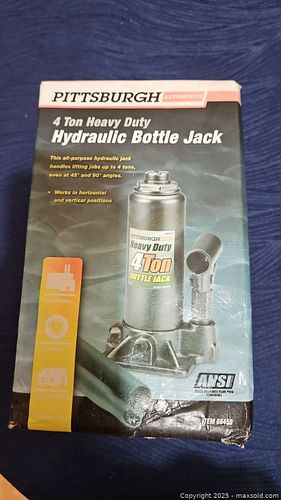 PITTSBURGH AUTOMOTIVE
4 Ton Heavy Duty
Hydraulic Bottle Jack
This all-purpose hydraulic jack
handles lifting jobs up to 4 tons,
even at 45° and 90° angles.
• Works in horizontal
and vertical positions
PITTSBURGH
Heavy Duty
4 Ton
BOTTLE JACK
ANSI
ITEM 66450
Copyright 2025 - maxsold.com